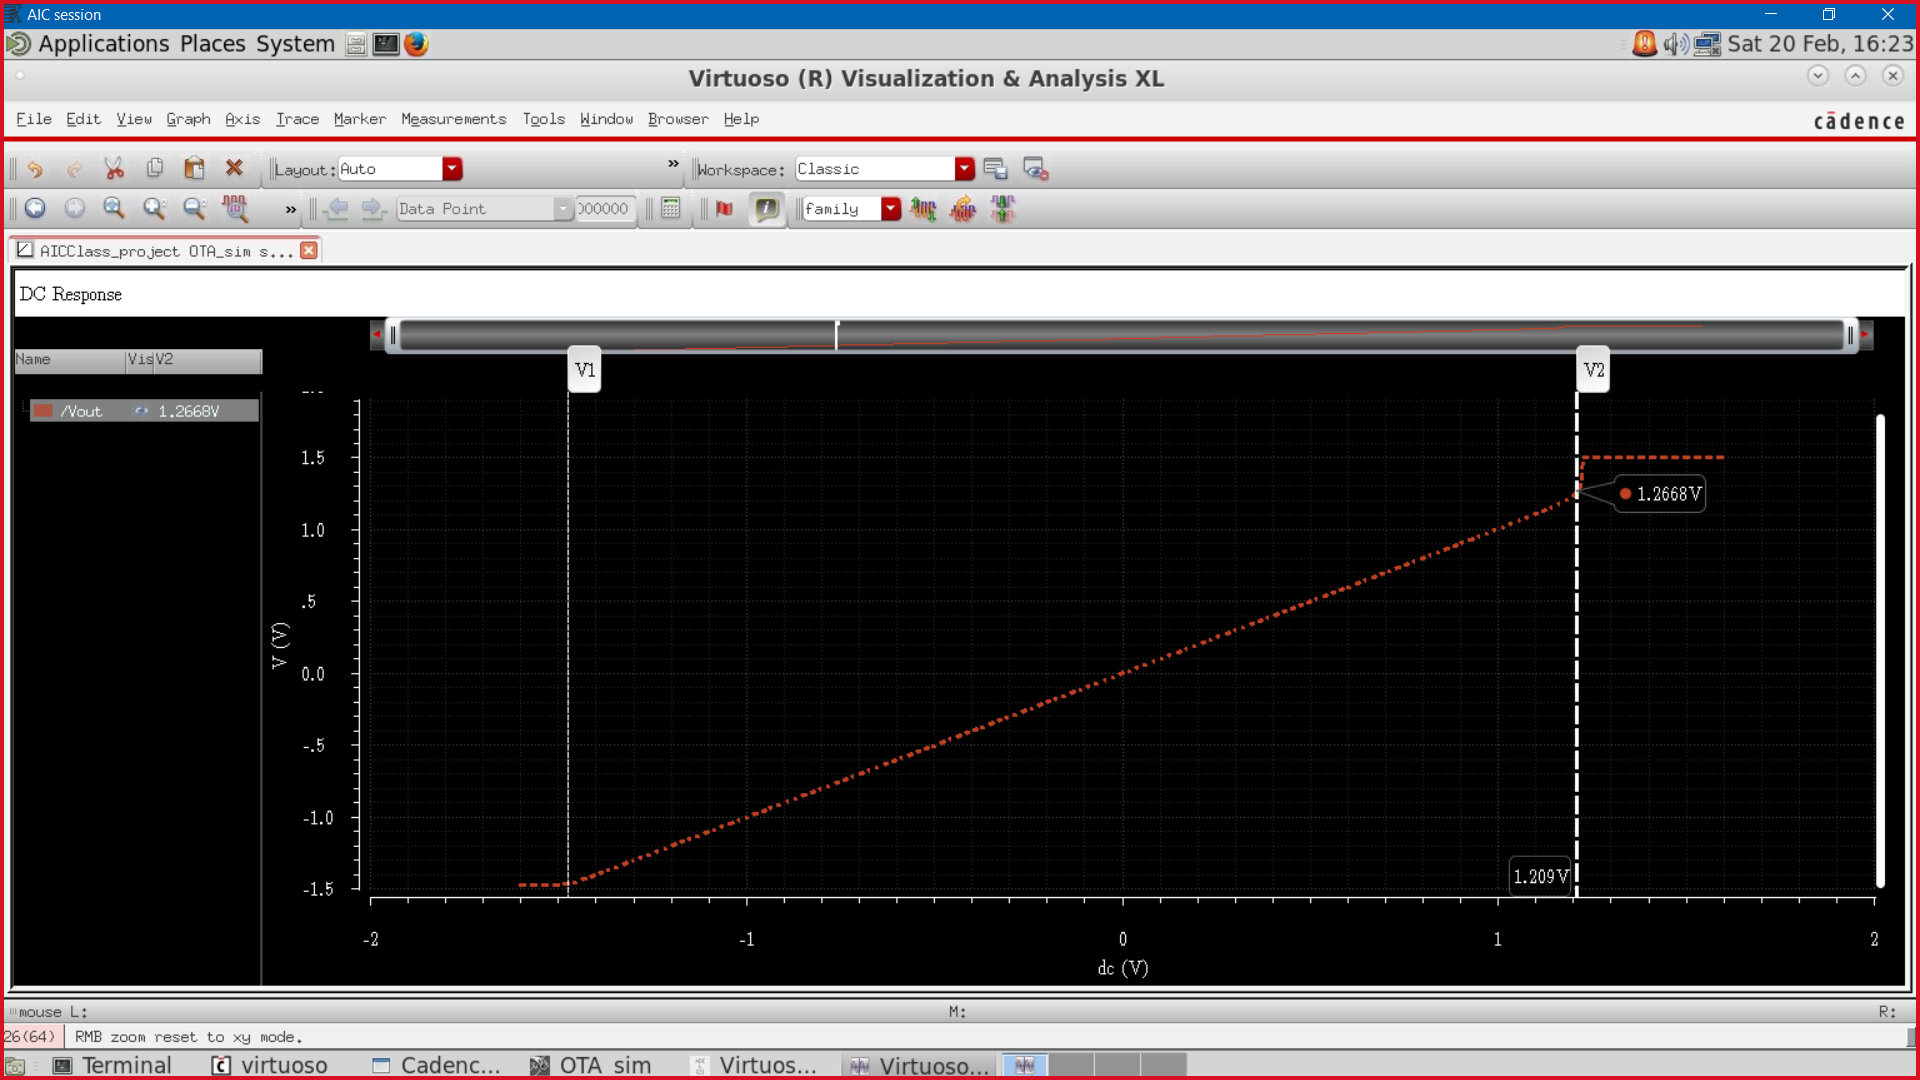 AIC session
Applications Places System
Sat 20 Feb, 16:23
Virtuoso (R) Visualization & Analysis XL
File Edit View Graph Axis Trace Marker Measurements Tools Window Browser Help
cādence
Layout: Auto
»
Workspace: Classic
»
Data Point
000000
family
AICClass_project OTA_sim s...
DC Response
Name Vis V2
/Vout 1.2668V
V1
V2
1.5
1.0
.5
0.0
-.5
-1.0
-1.5
V (V)
1.2668V
1.209V
-2 -1 0 1 2
dc (V)
mouse L: M: R:
26(64) RMB zoom reset to xy mode.
Terminal virtuoso Cadenc... OTA sim Virtuos... Virtuoso...